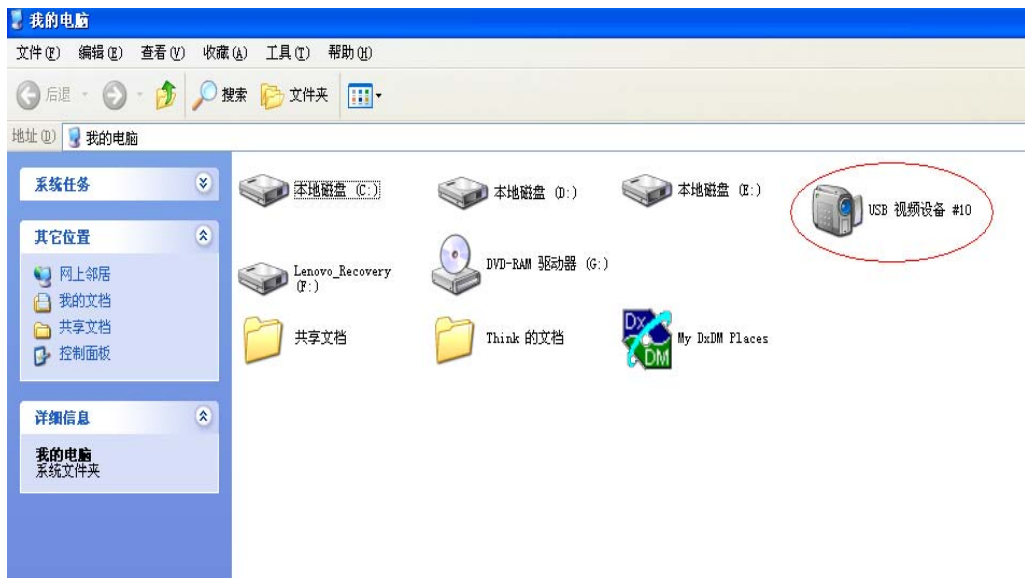 我的电脑
文件(F) 编辑(E) 查看(V) 收藏(A) 工具(T) 帮助(H)
后退 搜索 文件夹
地址(D) 我的电脑
系统任务
其它位置
网上邻居
我的文档
共享文档
控制面板
详细信息
我的电脑
系统文件夹
本地磁盘 (C:) 本地磁盘 (D:) 本地磁盘 (E:) USB 视频设备 #10
Lenovo_Recovery
(F:)
DVD-RAM 驱动器 (G:)
共享文档 Think 的文档 My DxDM Places
Dx
DM